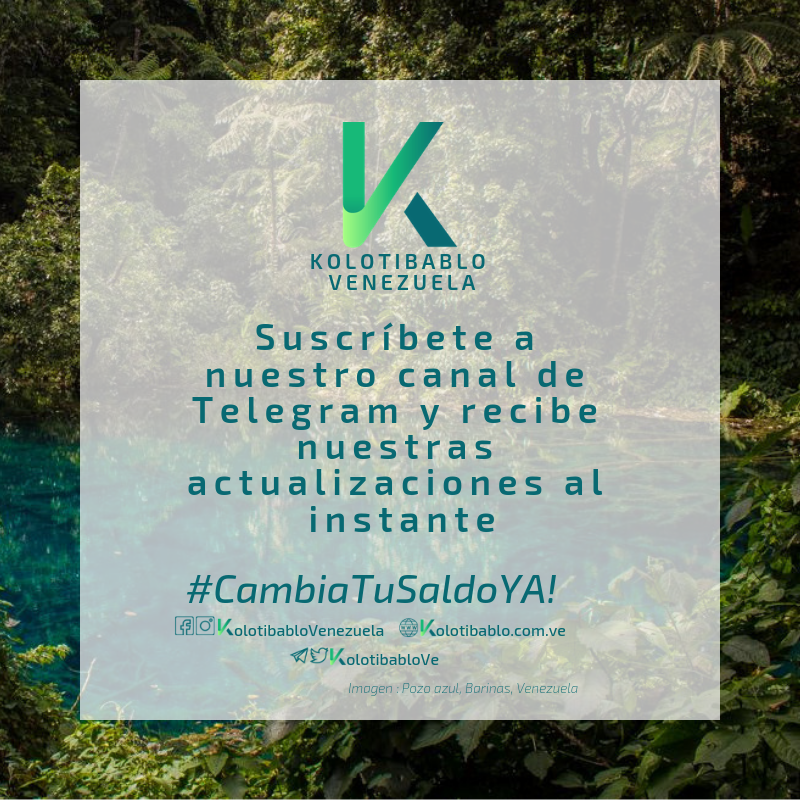 KOLOTIBABLO
VENEZUELA
Suscríbete a
nuestro canal de
Telegram y recibe
nuestras
actualizaciones al
instante
#CambiaTuSaldoYA!
KolotibabloVenezuela Kolotibablo.com.ve
KolotibabloVe
Imagen : Pozo azul, Barinas, Venezuela